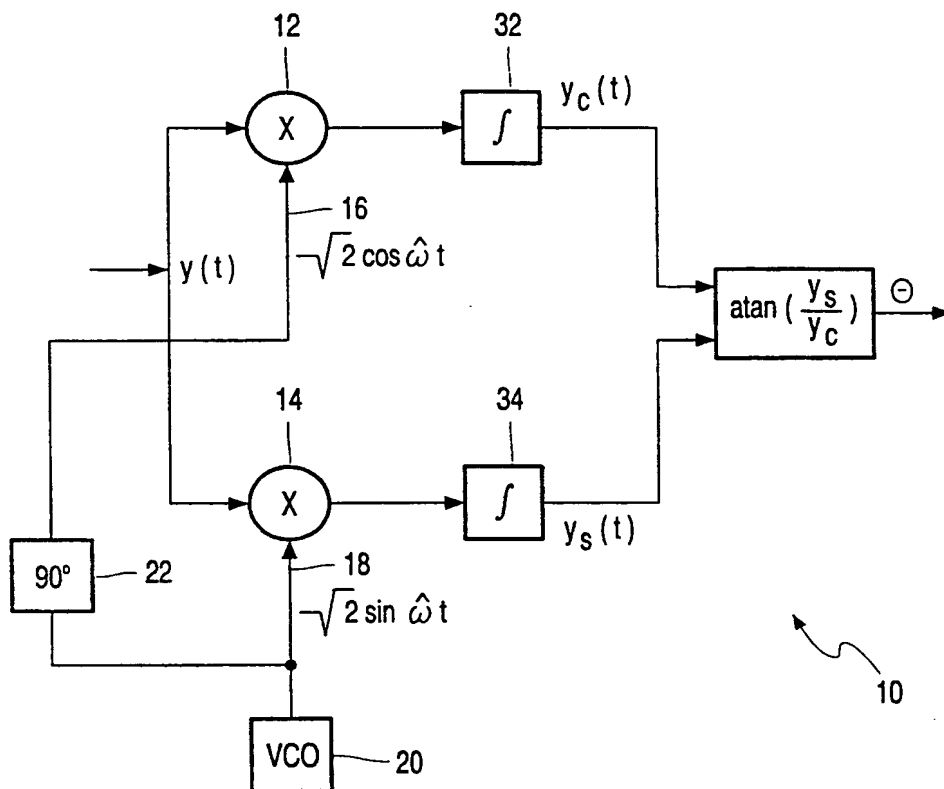 12
32
X
∫
y_c(t)
16
√2 cos ω̂ t
y(t)
atan ( y_s / y_c )
Θ
14
34
X
∫
y_s(t)
90°
22
18
√2 sin ω̂ t
10
VCO
20